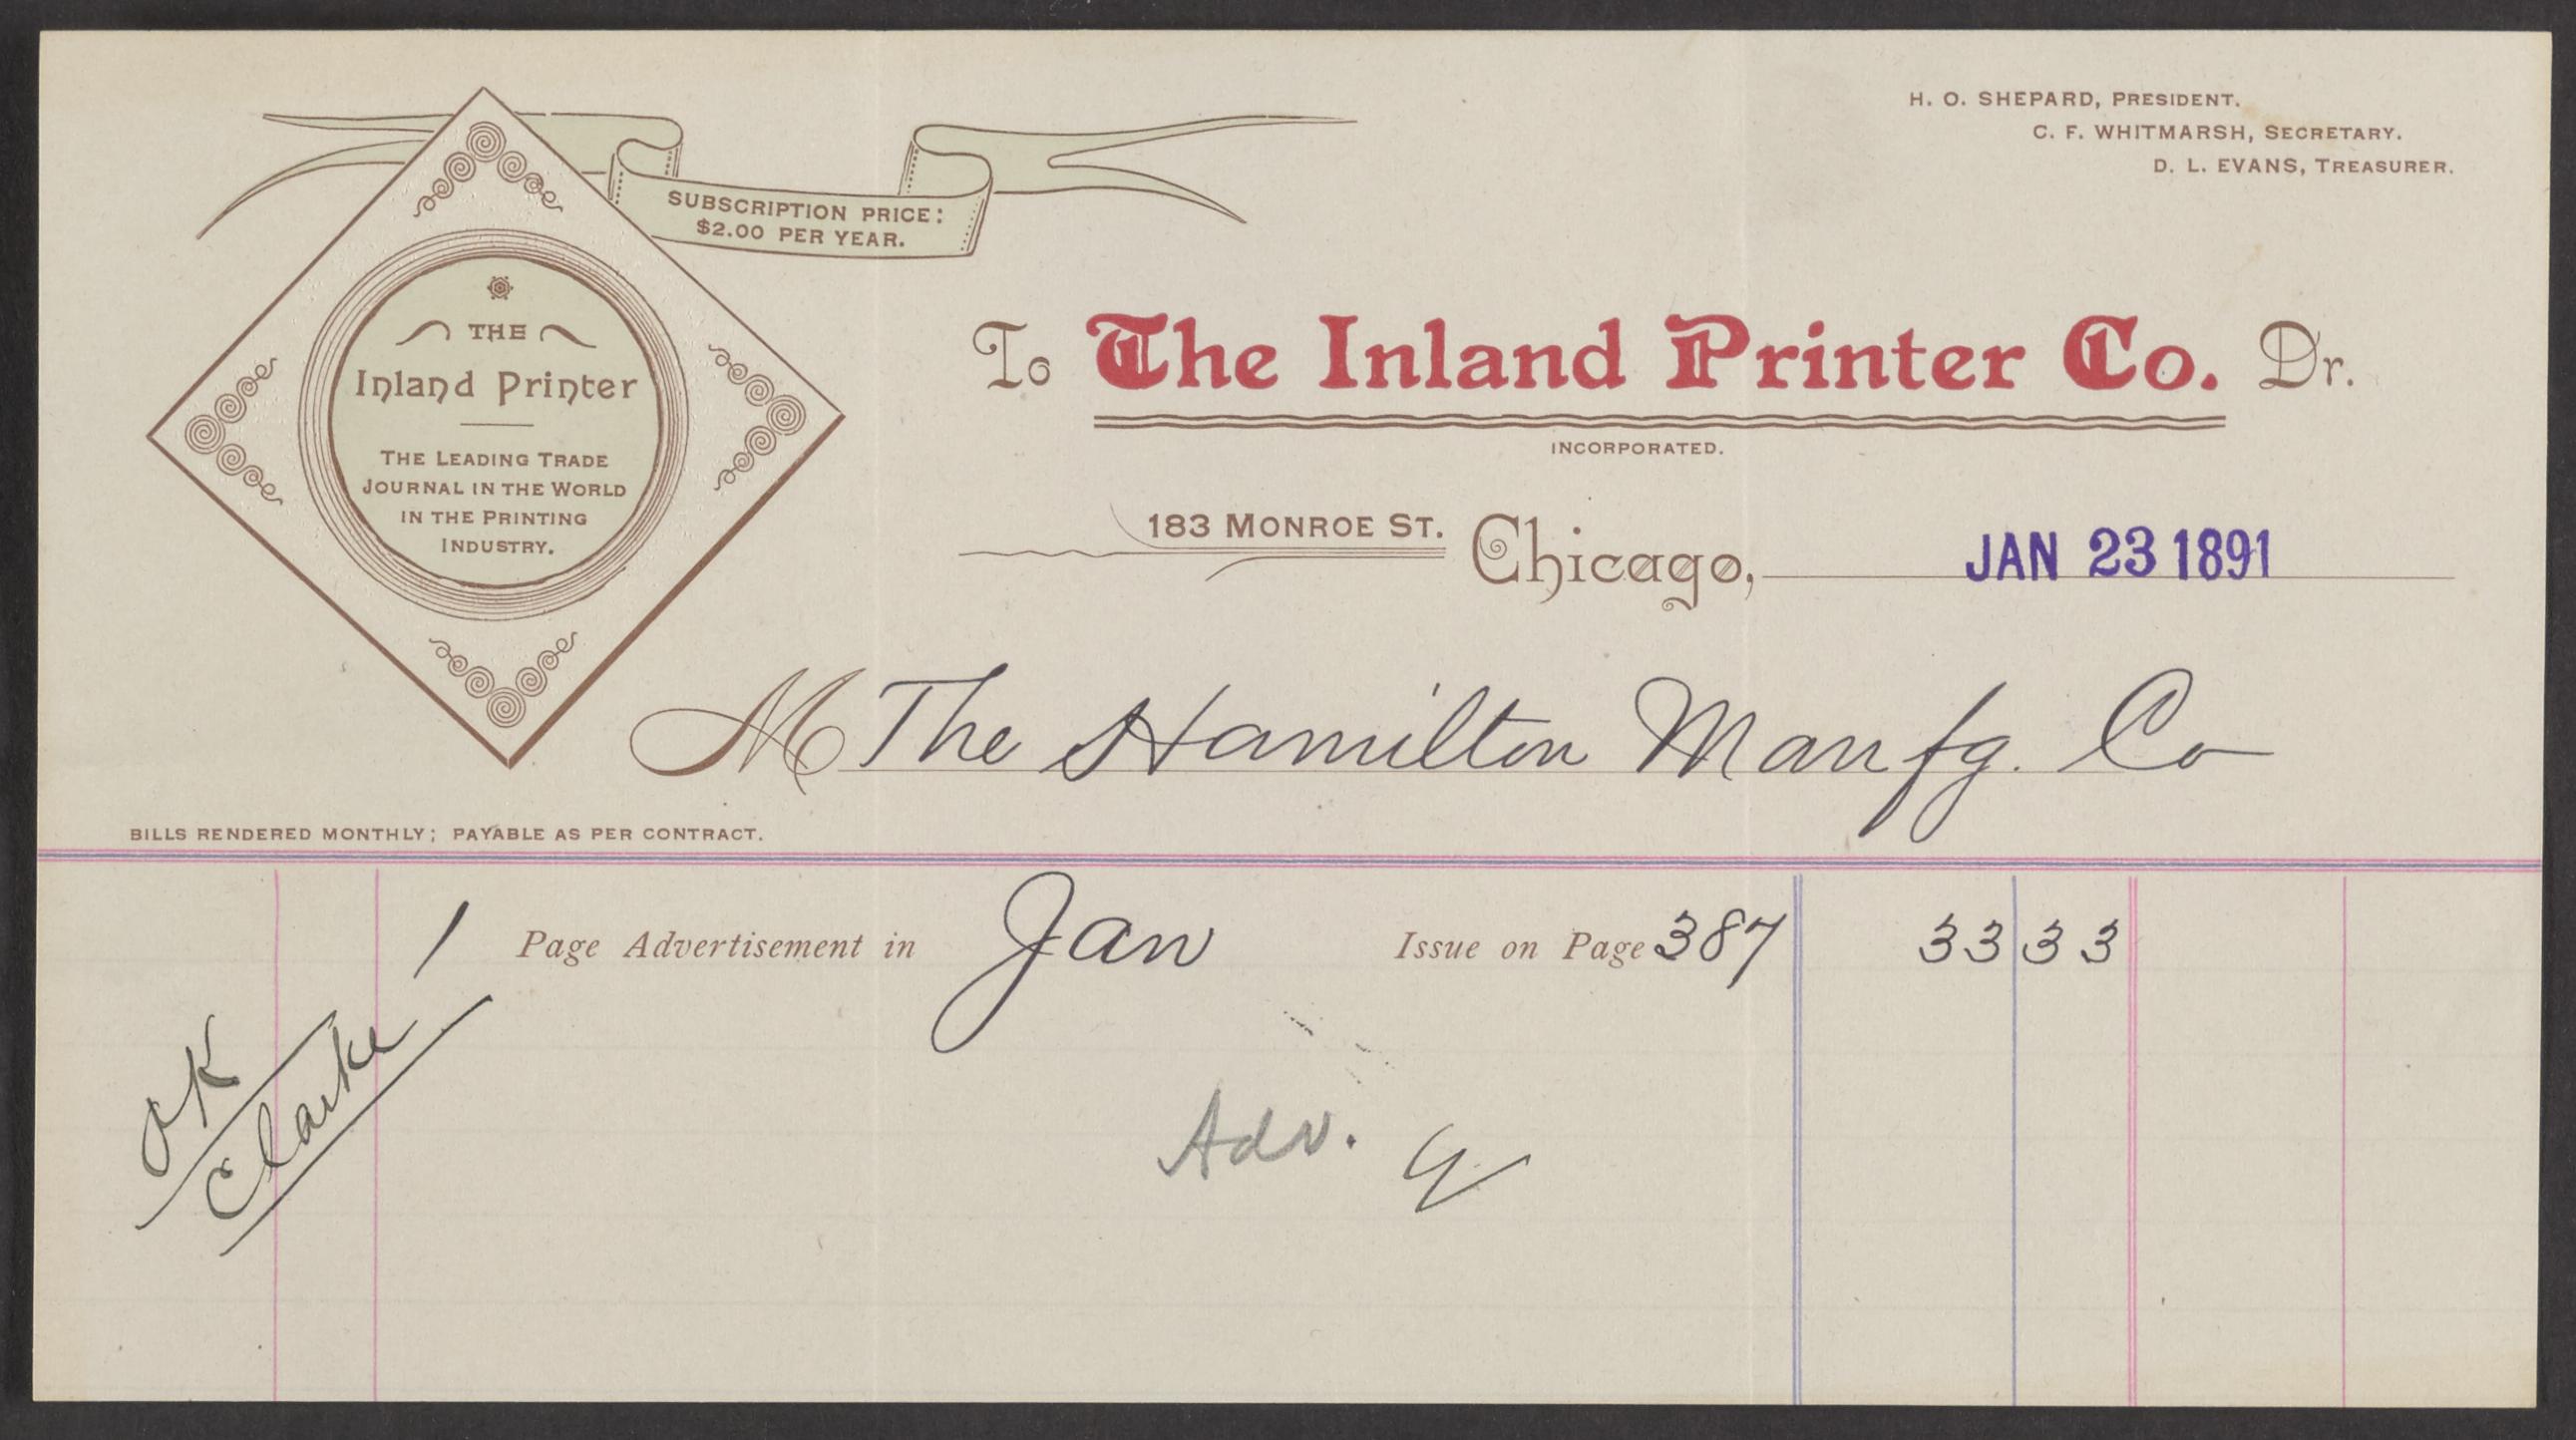 H. O. SHEPARD, PRESIDENT.
C. F. WHITMARSH, SECRETARY.
D. L. EVANS, TREASURER.
SUBSCRIPTION PRICE:
$2.00 PER YEAR.
THE
Inland Printer
THE LEADING TRADE
JOURNAL IN THE WORLD
IN THE PRINTING
INDUSTRY.
To The Inland Printer Co. Dr.
INCORPORATED.
183 MONROE ST. Chicago, JAN 23 1891
M The Hamilton Manfg. Co
BILLS RENDERED MONTHLY; PAYABLE AS PER CONTRACT.
1 Page Advertisement in Jan Issue on Page 387 33 33
OK
Clarke
Adv.